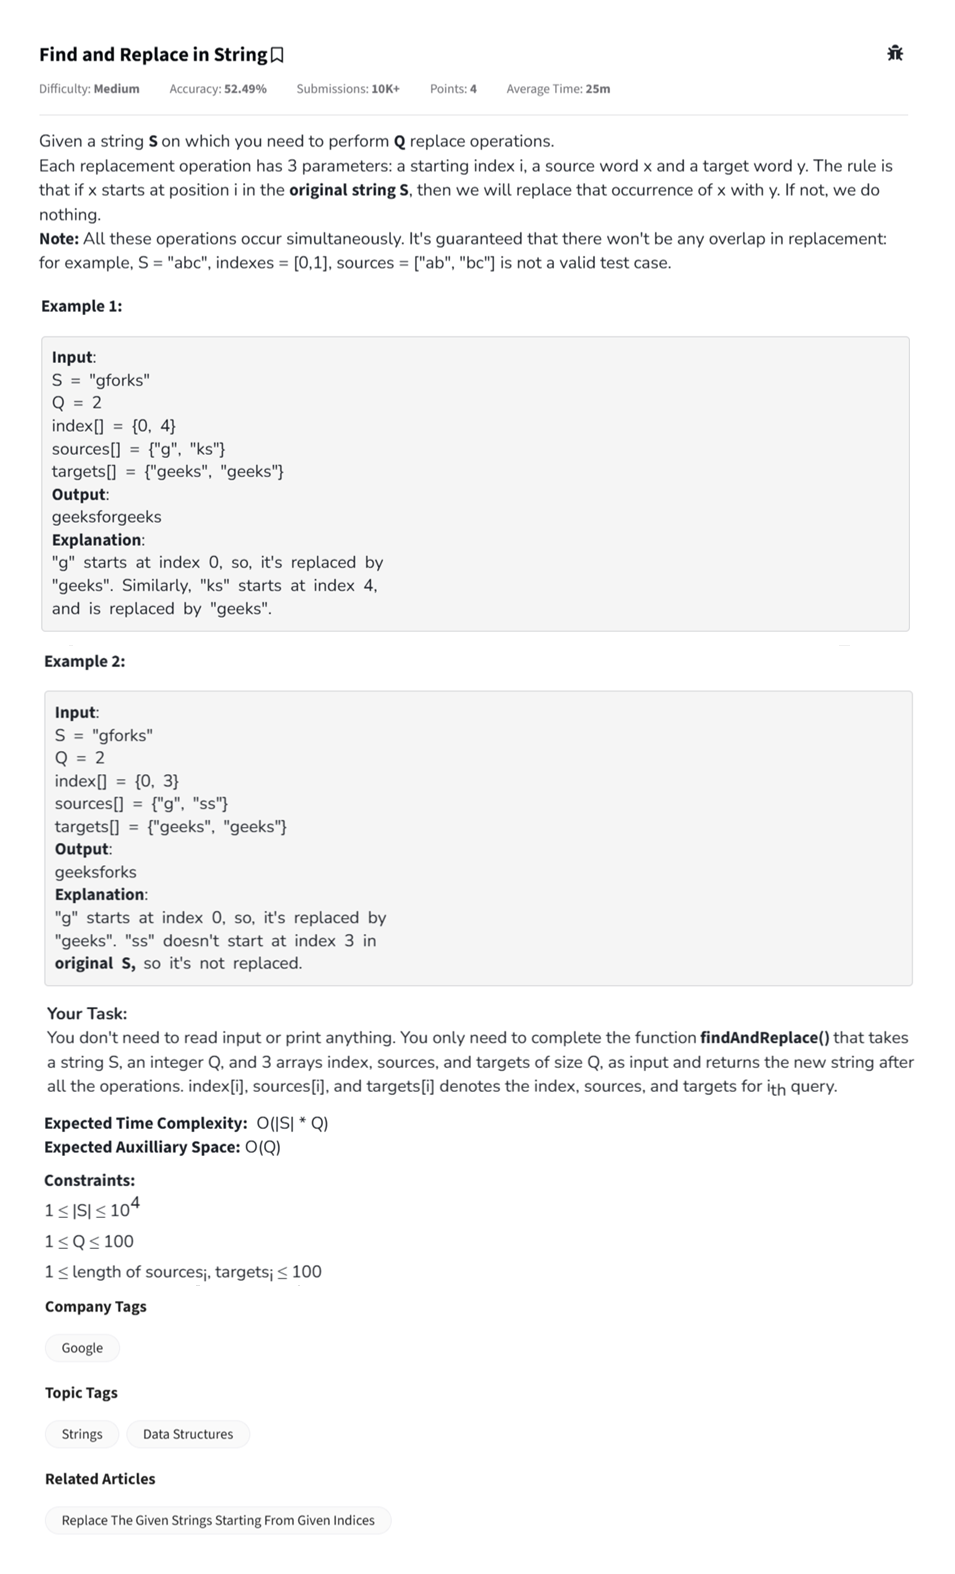 Find and Replace in String
Difficulty: Medium Accuracy: 52.49% Submissions: 10K+ Points: 4 Average Time: 25m
Given a string S on which you need to perform Q replace operations.
Each replacement operation has 3 parameters: a starting index i, a source word x and a target word y. The rule is
that if x starts at position i in the original string S, then we will replace that occurrence of x with y. If not, we do
nothing.
Note: All these operations occur simultaneously. It's guaranteed that there won't be any overlap in replacement:
for example, S = "abc", indexes = [0,1], sources = ["ab", "bc"] is not a valid test case.
Example 1:
Input:
S = "gforks"
Q = 2
index[] = {0, 4}
sources[] = {"g", "ks"}
targets[] = {"geeks", "geeks"}
Output:
geeksforgeeks
Explanation:
"g" starts at index 0, so, it's replaced by
"geeks". Similarly, "ks" starts at index 4,
and is replaced by "geeks".
Example 2:
Input:
S = "gforks"
Q = 2
index[] = {0, 3}
sources[] = {"g", "ss"}
targets[] = {"geeks", "geeks"}
Output:
geeksforks
Explanation:
"g" starts at index 0, so, it's replaced by
"geeks". "ss" doesn't start at index 3 in
original S, so it's not replaced.
Your Task:
You don't need to read input or print anything. You only need to complete the function findAndReplace() that takes
a string S, an integer Q, and 3 arrays index, sources, and targets of size Q, as input and returns the new string after
all the operations. index[i], sources[i], and targets[i] denotes the index, sources, and targets for ith query.
Expected Time Complexity: O(|S| * Q)
Expected Auxilliary Space: O(Q)
Constraints:
1 ≤ |S| ≤ 10⁴
1 ≤ Q ≤ 100
1 ≤ length of sourcesᵢ, targetsᵢ ≤ 100
Company Tags
Google
Topic Tags
Strings Data Structures
Related Articles
Replace The Given Strings Starting From Given Indices